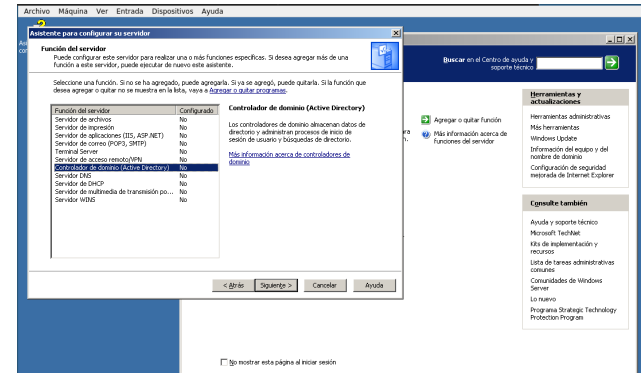 Archivo Máquina Ver Entrada Dispositivos Ayuda
Asistente para configurar su servidor
Función del servidor
Puede configurar este servidor para realizar una o más funciones específicas. Si desea agregar más de una
función a este servidor, puede ejecutar de nuevo este asistente.
Seleccione una función. Si no se ha agregado, puede agregarla. Si ya se agregó, puede quitarla. Si la función que
desea agregar o quitar no se muestra en la lista, vaya a Agregar o quitar programas.
Función del servidor Configurado
Servidor de archivos No
Servidor de impresión No
Servidor de aplicaciones (IIS, ASP.NET) No
Servidor de correo (POP3, SMTP) No
Terminal Server No
Servidor de acceso remoto/VPN No
Controlador de dominio (Active Directory) No
Servidor DNS No
Servidor de DHCP No
Servidor de multimedia de transmisión po... No
Servidor WINS No
Controlador de dominio (Active Directory)
Los controladores de dominio almacenan datos de
directorio y administran procesos de inicio de
sesión de usuario y búsquedas de directorio.
Más información acerca de controladores de
dominio
< Atrás Siguiente > Cancelar Ayuda
Buscar en el Centro de ayuda y
soporte técnico
Agregar o quitar función
Más información acerca de
funciones del servidor
Herramientas y
actualizaciones
Herramientas administrativas
Más herramientas
Windows Update
Información del equipo y del
nombre de dominio
Configuración de seguridad
mejorada de Internet Explorer
Consulte también
Ayuda y soporte técnico
Microsoft TechNet
Kits de implementación y
recursos
Lista de tareas administrativas
comunes
Comunidades de Windows
Server
Lo nuevo
Programa Strategic Technology
Protection Program
No mostrar esta página al iniciar sesión